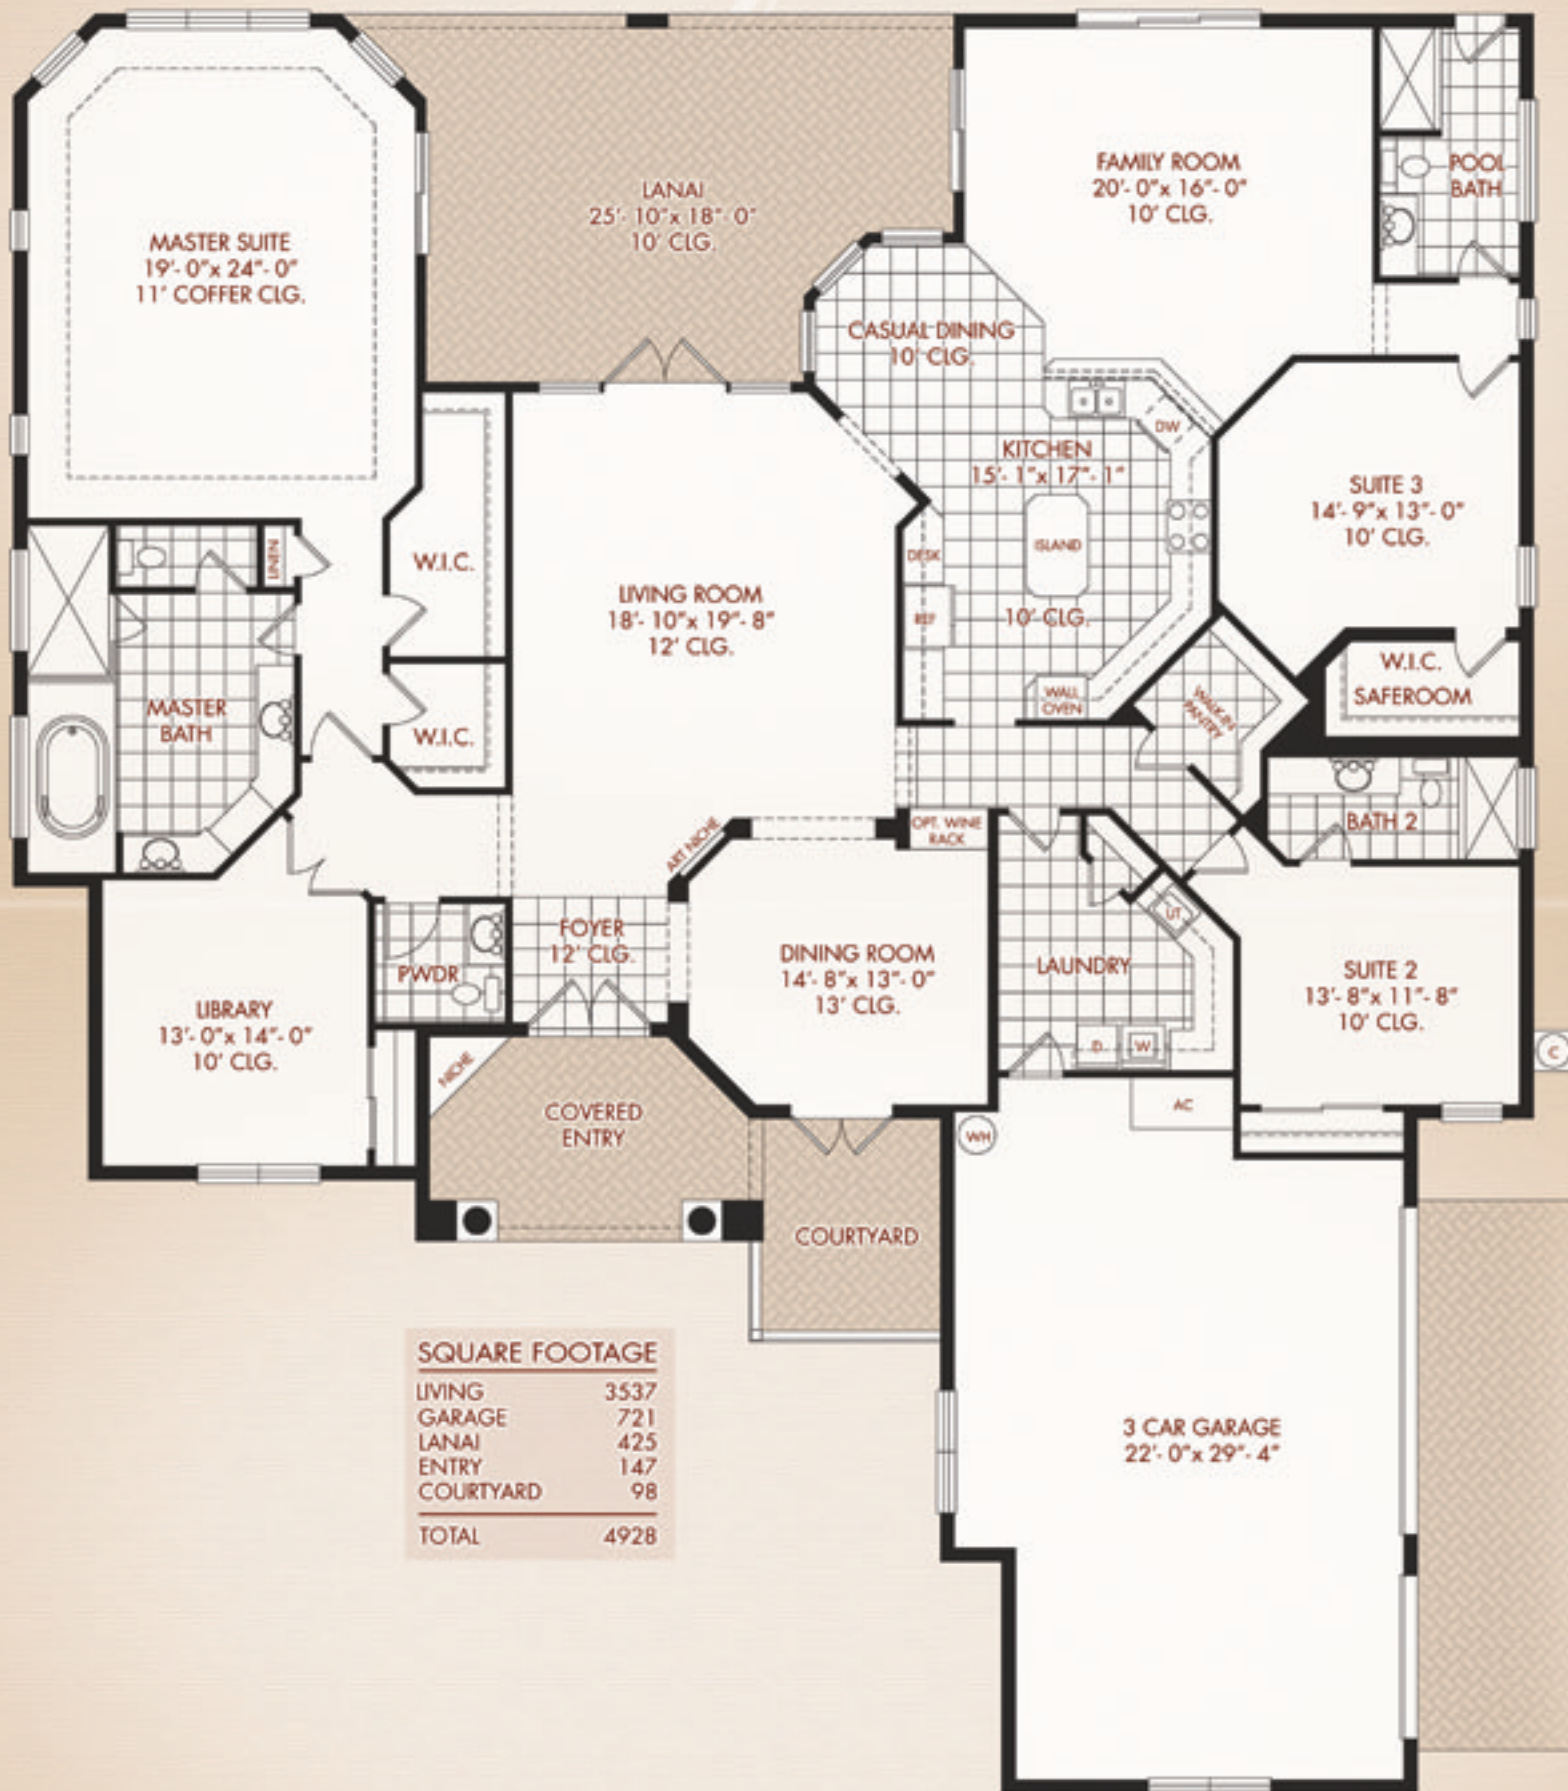 LANAI
25'- 10"x 18"- 0"
10' CLG.
FAMILY ROOM
20'- 0"x 16"- 0"
10' CLG.
POOL
BATH
MASTER SUITE
19'- 0"x 24"- 0"
11' COFFER CLG.
CASUAL DINING
10' CLG.
DW
KITCHEN
15'- 1"x 17"- 1"
SUITE 3
14'- 9"x 13"- 0"
10' CLG.
LINEN
W.I.C.
DESK
ISLAND
LIVING ROOM
18'- 10"x 19"- 8"
12' CLG.
REF
10' CLG.
W.I.C.
SAFEROOM
WALL
OVEN
WALK-IN
PANTRY
MASTER
BATH
W.I.C.
ART NICHE
OPT. WINE
RACK
BATH 2
FOYER
12' CLG.
UT
DINING ROOM
14'- 8"x 13"- 0"
13' CLG.
LAUNDRY
PWDR
SUITE 2
13'- 8"x 11"- 8"
10' CLG.
LIBRARY
13'- 0"x 14"- 0"
10' CLG.
D
W
C
NICHE
COVERED
ENTRY
AC
WH
COURTYARD
SQUARE FOOTAGE
LIVING 3537
GARAGE 721
LANAI 425
ENTRY 147
COURTYARD 98
TOTAL 4928
3 CAR GARAGE
22'- 0"x 29"- 4"